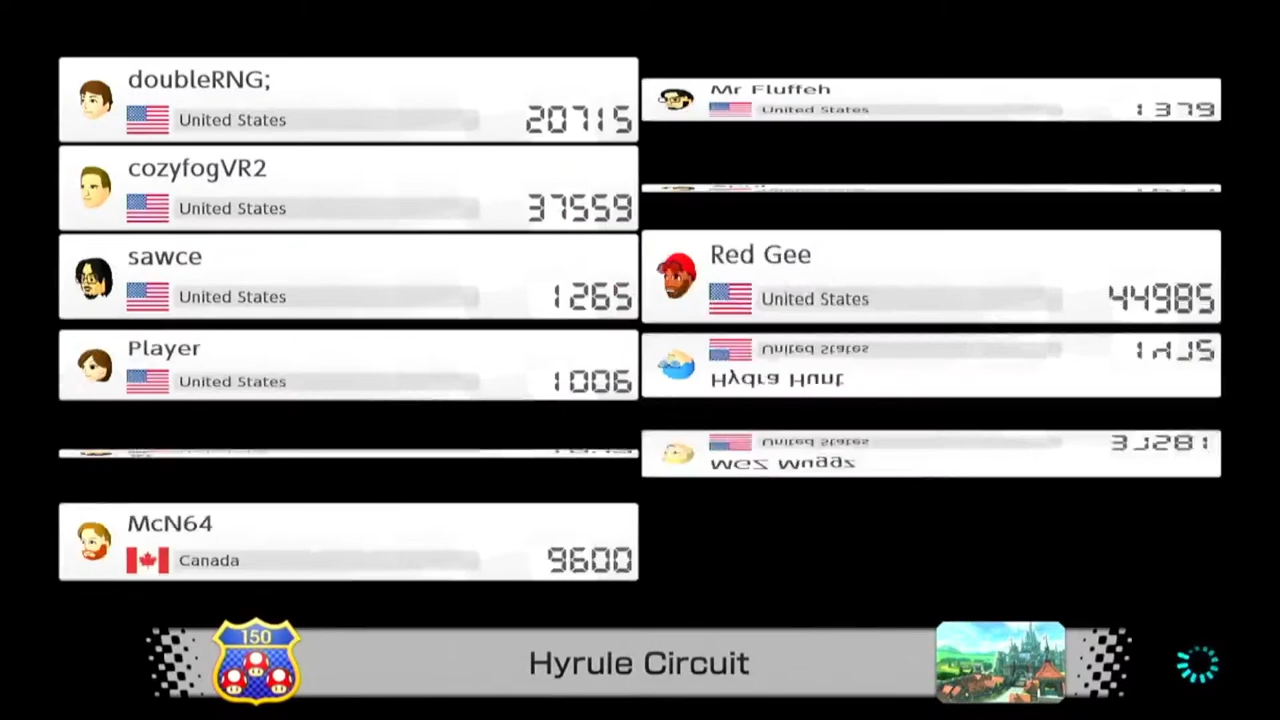 doubleRNG;
United States
20715
cozyfogVR2
United States
37559
sawce
United States
1265
Player
United States
1006
McN64
Canada
9600
Mr Fluffeh
United States
1379
Red Gee
United States
44985
United States
Hydra Hunt
United States
WGZ Wuggz
150
Hyrule Circuit